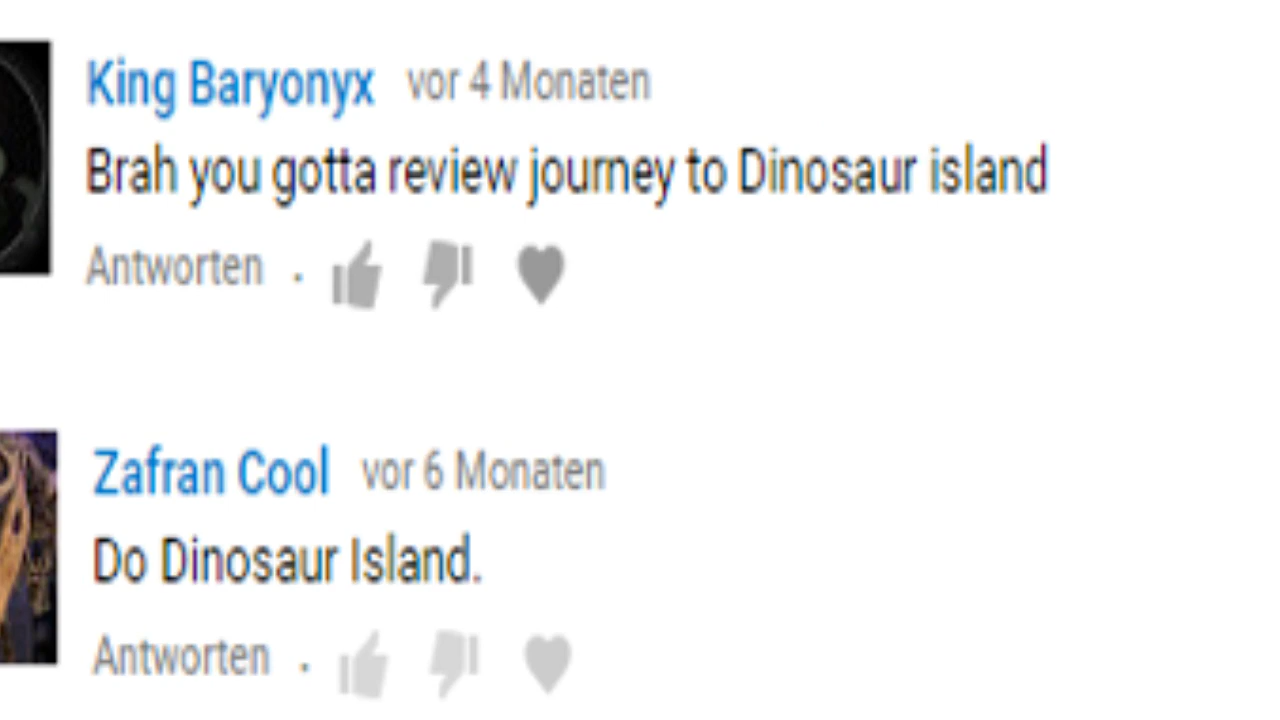 King Baryonyx vor 4 Monaten
Brah you gotta review journey to Dinosaur island
Antworten .
Zafran Cool vor 6 Monaten
Do Dinosaur Island.
Antworten .